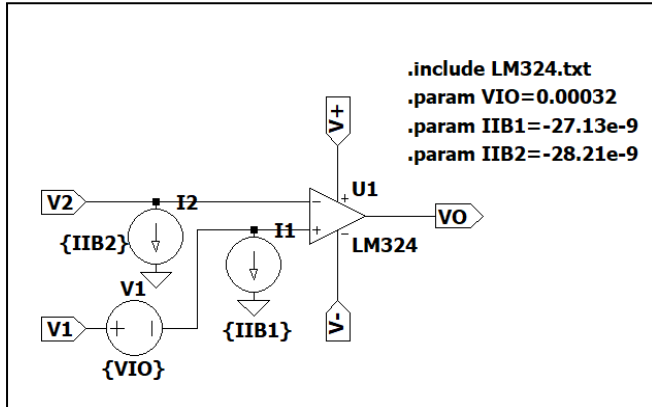 .include LM324.txt
.param VIO=0.00032
.param IIB1=-27.13e-9
.param IIB2=-28.21e-9
V+
U1
V2
I2
- +
I1
+ -
VO
LM324
{IIB2}
V1
V1
+ -
{IIB1}
V-
{VIO}